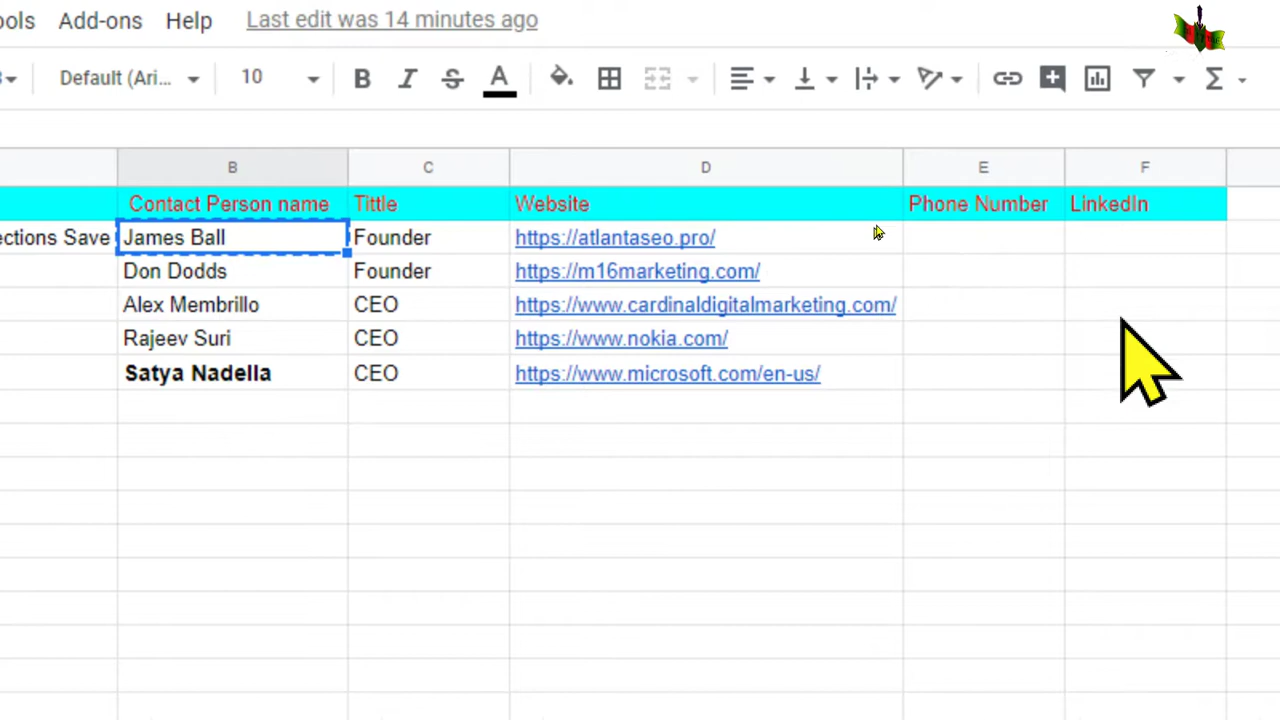 ools Add-ons Help Last edit was 14 minutes ago
Default (Ari... 10 B I S A Σ
B C D E F
Contact Person name Tittle Website Phone Number LinkedIn
ections Save James Ball Founder https://atlantaseo.pro/
Don Dodds Founder https://m16marketing.com/
Alex Membrillo CEO https://www.cardinaldigitalmarketing.com/
Rajeev Suri CEO https://www.nokia.com/
Satya Nadella CEO https://www.microsoft.com/en-us/